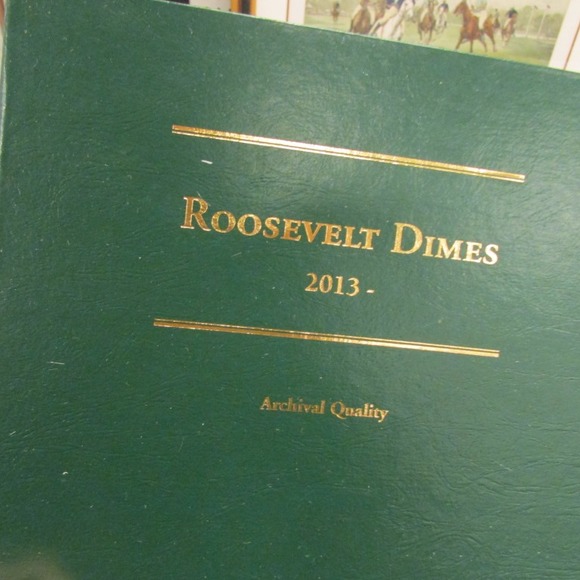 ROOSEVELT DIMES
2013 -
Archival Quality